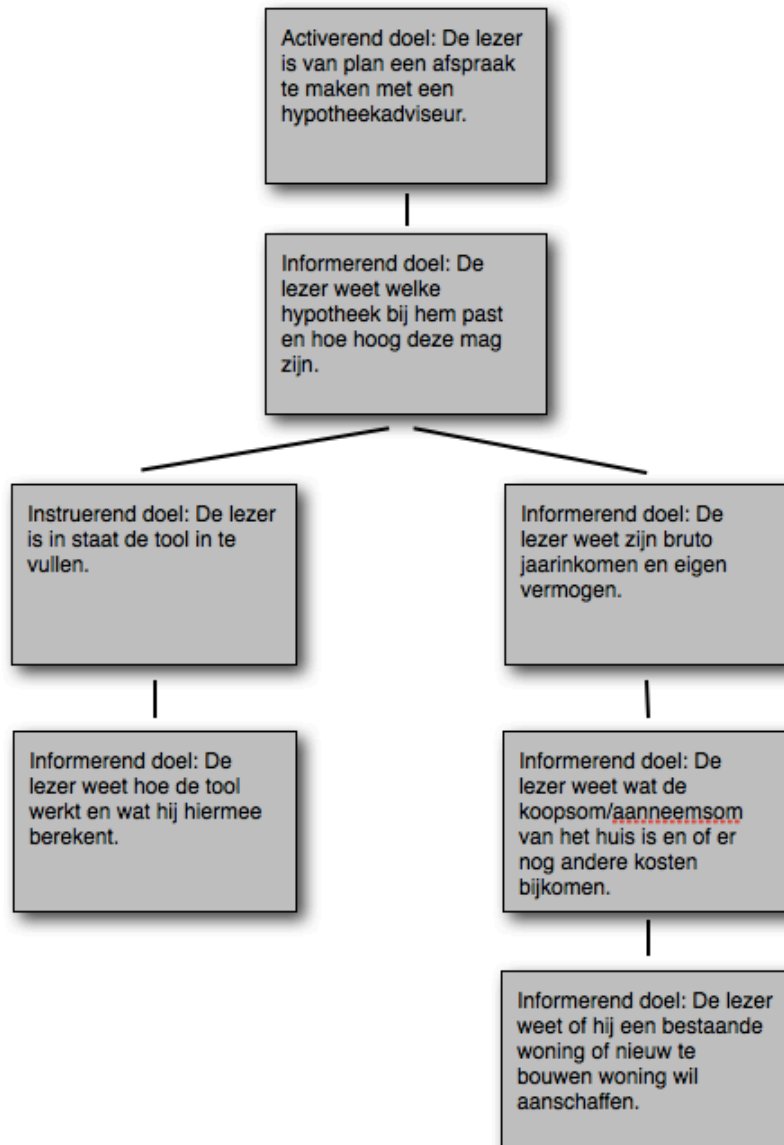 Activerend doel: De lezer
is van plan een afspraak
te maken met een
hypotheekadviseur.
Informerend doel: De
lezer weet welke
hypotheek bij hem past
en hoe hoog deze mag
zijn.
Instruerend doel: De lezer
is in staat de tool in te
vullen.
Informerend doel: De
lezer weet zijn bruto
jaarinkomen en eigen
vermogen.
Informerend doel: De
lezer weet hoe de tool
werkt en wat hij hiermee
berekent.
Informerend doel: De
lezer weet wat de
koopsom/aanneemsom
van het huis is en of er
nog andere kosten
bijkomen.
Informerend doel: De lezer
weet of hij een bestaande
woning of nieuw te
bouwen woning wil
aanschaffen.